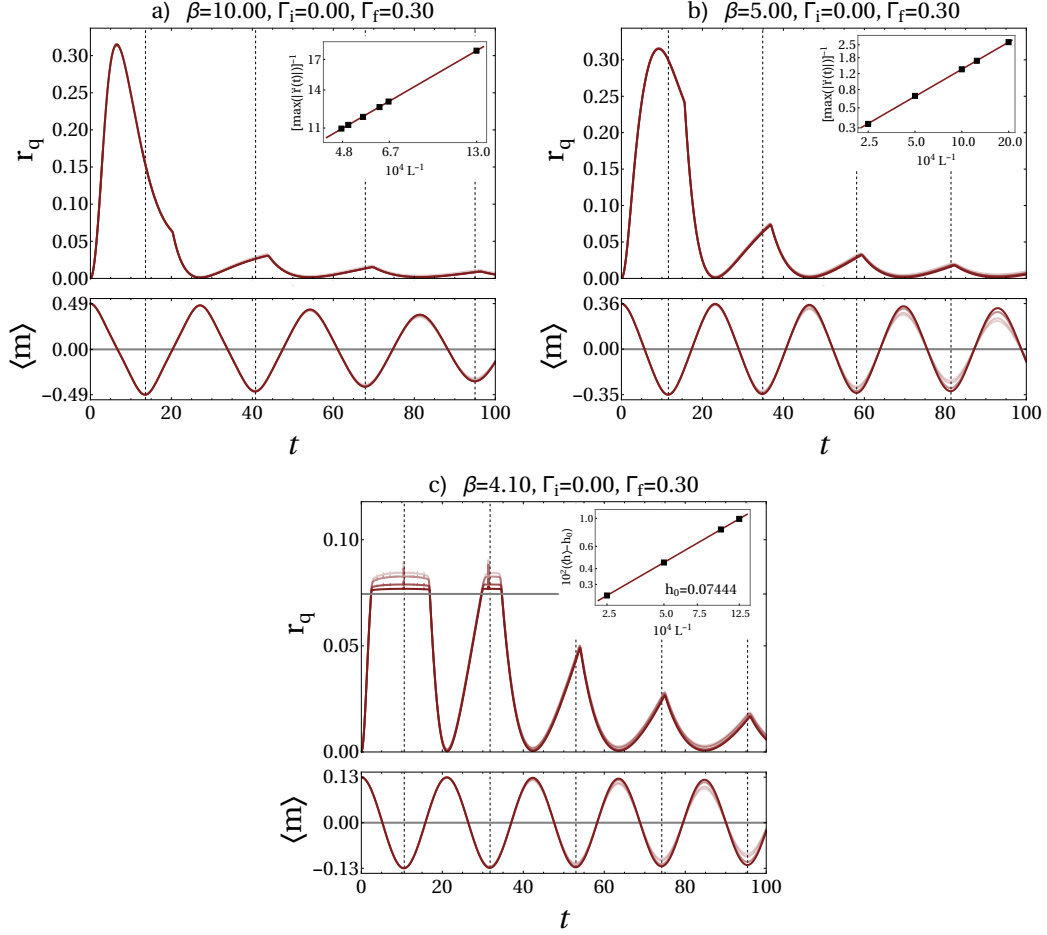 a) β=10.00, Γi=0.00, Γf=0.30
rq
0.30
0.25
0.20
0.15
0.10
0.05
0.00
[max(|r̈(t)|)]⁻¹
17
14
11
4.8 6.7 13.0
10⁴ L⁻¹
⟨m⟩
0.49
0.00
−0.49
0 20 40 60 80 100
t
b) β=5.00, Γi=0.00, Γf=0.30
rq
0.30
0.25
0.20
0.15
0.10
0.05
0.00
[max(|r̈(t)|)]⁻¹
2.5
1.8
1.2
0.8
0.5
0.3
2.5 5.0 10.0 20.0
10⁴ L⁻¹
⟨m⟩
0.36
0.00
−0.35
0 20 40 60 80 100
t
c) β=4.10, Γi=0.00, Γf=0.30
rq
0.10
0.05
0.00
10²(⟨h⟩−h₀)
1.0
0.6
0.4
0.3
h₀=0.07444
2.5 5.0 7.5 12.5
10⁴ L⁻¹
⟨m⟩
0.13
0.00
−0.13
0 20 40 60 80 100
t